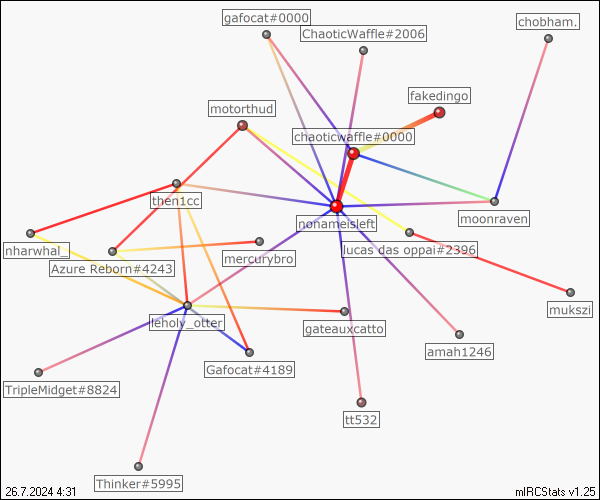 gafocat#0000
chobham.
ChaoticWaffle#2006
fakedingo
motorthud
chaoticwaffle#0000
then1cc
moonraven
nonameisleft
nharwhal_
lucas das oppai#2396
mercurybro
Azure Reborn#4243
mukszi
leholy_otter
gateauxcatto
amah1246
Gafocat#4189
TripleMidget#8824
tt532
Thinker#5995
26.7.2024 4:31
mIRCStats v1.25